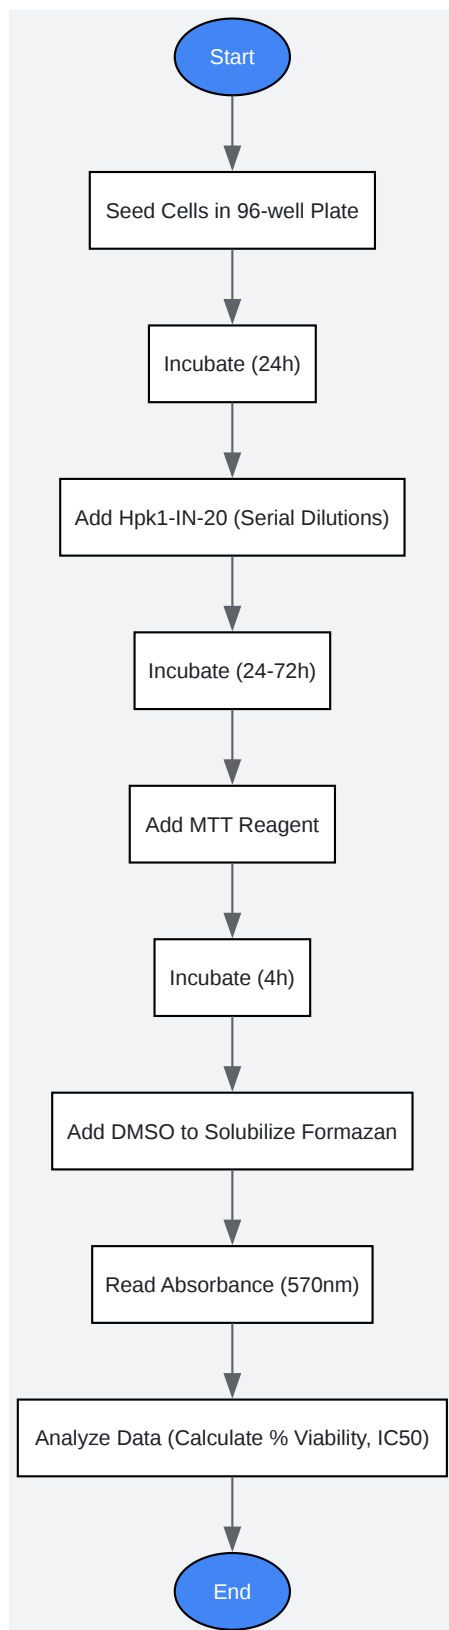 Start
Seed Cells in 96-well Plate
Incubate (24h)
Add Hpk1-IN-20 (Serial Dilutions)
Incubate (24-72h)
Add MTT Reagent
Incubate (4h)
Add DMSO to Solubilize Formazan
Read Absorbance (570nm)
Analyze Data (Calculate % Viability, IC50)
End